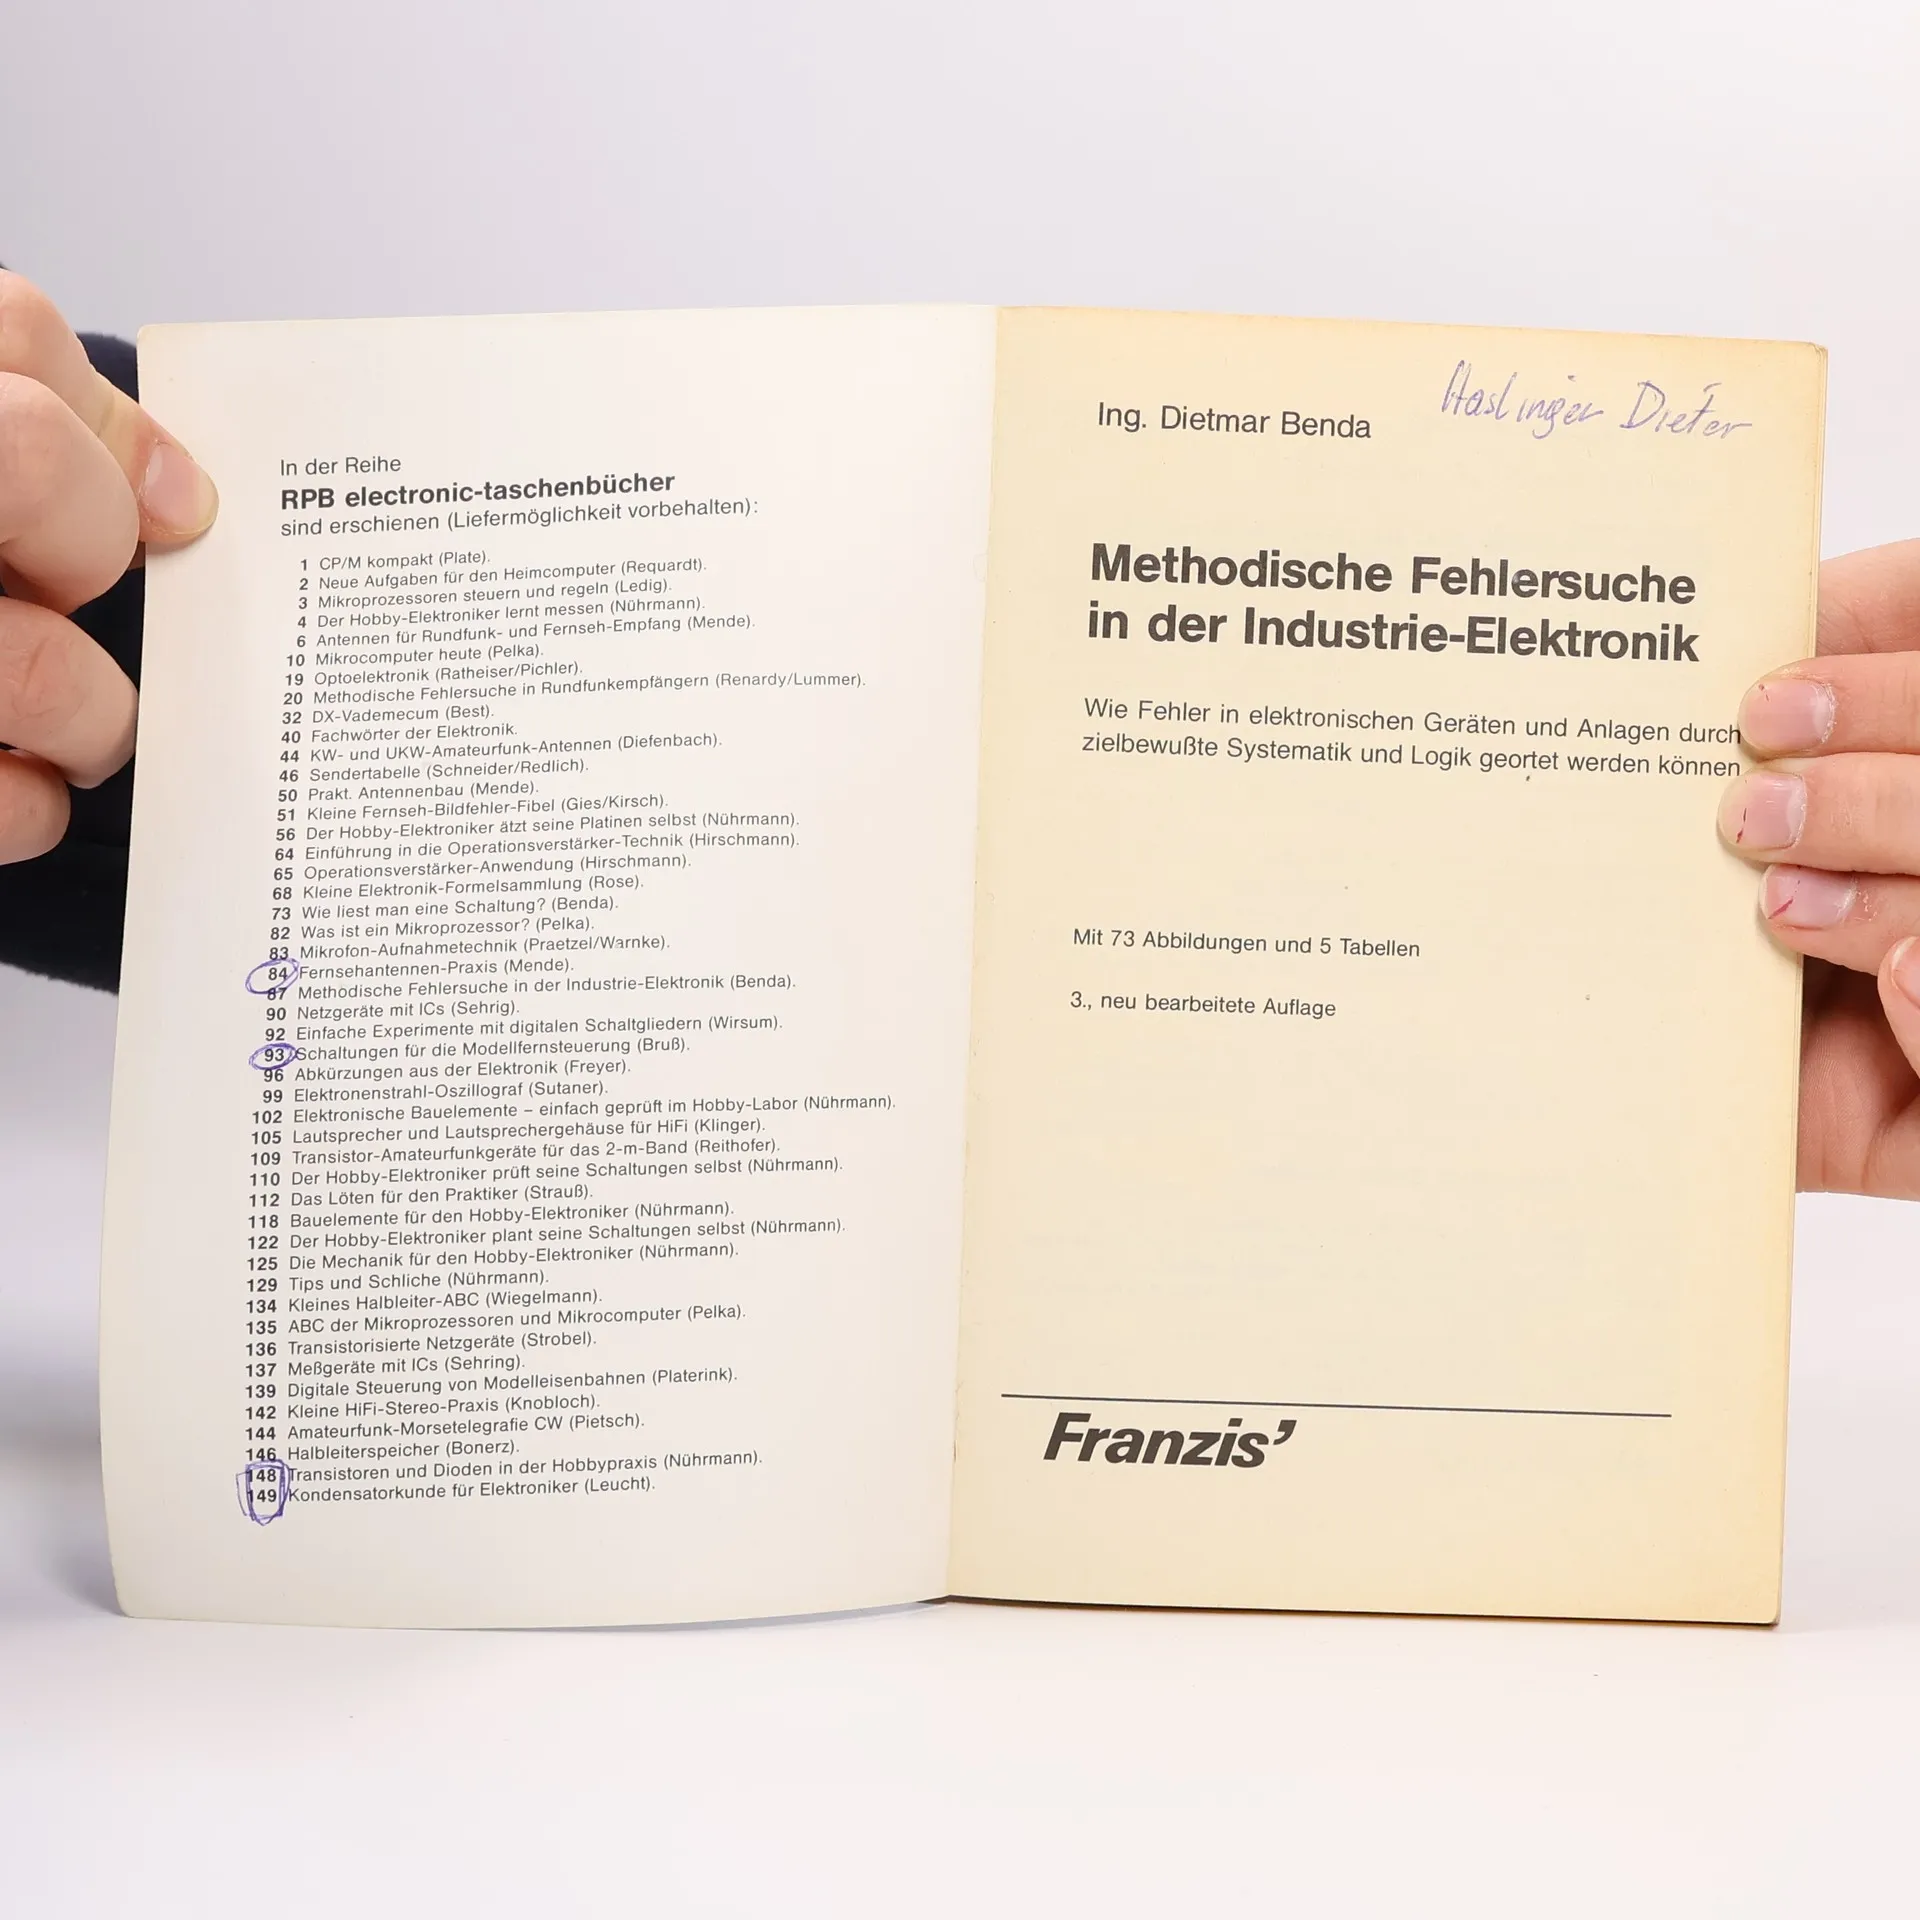 In der Reihe
RPB electronic-taschenbücher
sind erschienen (Liefermöglichkeit vorbehalten):
1 CP/M kompakt (Plate).
2 Neue Aufgaben für den Heimcomputer (Requardt).
3 Mikroprozessoren steuern und regeln (Ledig).
4 Der Hobby-Elektroniker lernt messen (Nührmann).
6 Antennen für Rundfunk- und Fernseh-Empfang (Mende).
10 Mikrocomputer heute (Pelka).
19 Optoelektronik (Ratheiser/Pichler).
20 Methodische Fehlersuche in Rundfunkempfängern (Renardy/Lummer).
32 DX-Vademecum (Best).
40 Fachwörter der Elektronik.
44 KW- und UKW-Amateurfunk-Antennen (Diefenbach).
46 Sendertabelle (Schneider/Redlich).
50 Prakt. Antennenbau (Mende).
51 Kleine Fernseh-Bildfehler-Fibel (Gies/Kirsch).
56 Der Hobby-Elektroniker ätzt seine Platinen selbst (Nührmann).
64 Einführung in die Operationsverstärker-Technik (Hirschmann).
65 Operationsverstärker-Anwendung (Hirschmann).
68 Kleine Elektronik-Formelsammlung (Rose).
73 Wie liest man eine Schaltung? (Benda).
82 Was ist ein Mikroprozessor? (Pelka).
83 Mikrofon-Aufnahmetechnik (Praetzel/Warnke).
84 Fernsehantennen-Praxis (Mende).
87 Methodische Fehlersuche in der Industrie-Elektronik (Benda).
90 Netzgeräte mit ICs (Sehrig).
92 Einfache Experimente mit digitalen Schaltgliedern (Wirsum).
93 Schaltungen für die Modellfernsteuerung (Bruß).
96 Abkürzungen aus der Elektronik (Freyer).
99 Elektronenstrahl-Oszillograf (Sutaner).
102 Elektronische Bauelemente – einfach geprüft im Hobby-Labor (Nührmann).
105 Lautsprecher und Lautsprechergehäuse für HiFi (Klinger).
109 Transistor-Amateurfunkgeräte für das 2-m-Band (Reithofer).
110 Der Hobby-Elektroniker prüft seine Schaltungen selbst (Nührmann).
112 Das Löten für den Praktiker (Strauß).
118 Bauelemente für den Hobby-Elektroniker (Nührmann).
122 Der Hobby-Elektroniker plant seine Schaltungen selbst (Nührmann).
125 Die Mechanik für den Hobby-Elektroniker (Nührmann).
129 Tips und Schliche (Nührmann).
134 Kleines Halbleiter-ABC (Wiegelmann).
135 ABC der Mikroprozessoren und Mikrocomputer (Pelka).
136 Transistorisierte Netzgeräte (Strobel).
137 Meßgeräte mit ICs (Sehring).
139 Digitale Steuerung von Modelleisenbahnen (Platerink).
142 Kleine HiFi-Stereo-Praxis (Knobloch).
144 Amateurfunk-Morsetelegrafie CW (Pietsch).
146 Halbleiterspeicher (Bonerz).
148 Transistoren und Dioden in der Hobbypraxis (Nührmann).
149 Kondensatorkunde für Elektroniker (Leucht).
Haslinger Dieter
Ing. Dietmar Benda
Methodische Fehlersuche
in der Industrie-Elektronik
Wie Fehler in elektronischen Geräten und Anlagen durch
zielbewußte Systematik und Logik geortet werden können
Mit 73 Abbildungen und 5 Tabellen
3., neu bearbeitete Auflage
Franzis’